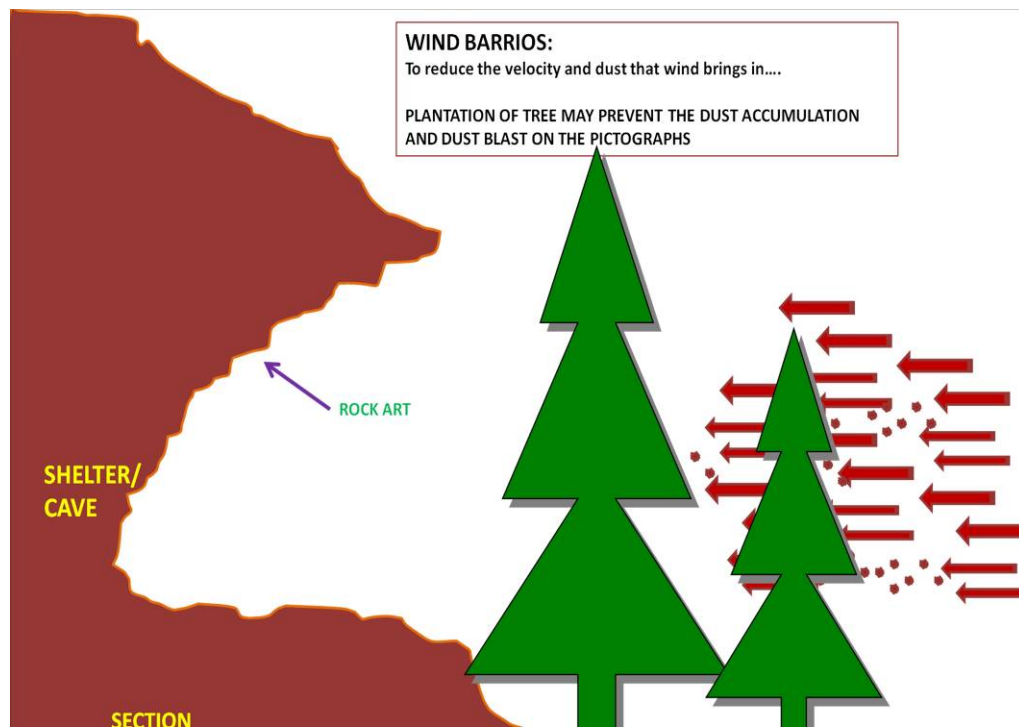 WIND BARRIOS:
To reduce the velocity and dust that wind brings in....
PLANTATION OF TREE MAY PREVENT THE DUST ACCUMULATION
AND DUST BLAST ON THE PICTOGRAPHS
ROCK ART
SHELTER/
CAVE
SECTION